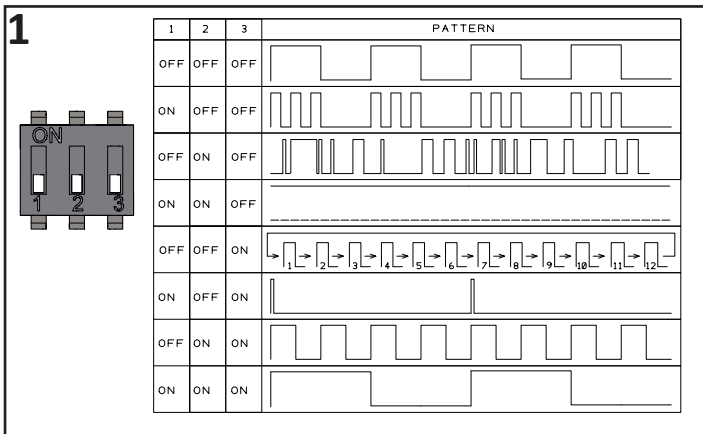 1
1 2 3 PATTERN
OFF OFF OFF
ON OFF OFF
ON
OFF ON OFF
1 2 3
ON ON OFF
OFF OFF ON 1 2 3 4 5 6 7 8 9 10 11 12
ON OFF ON
OFF ON ON
ON ON ON